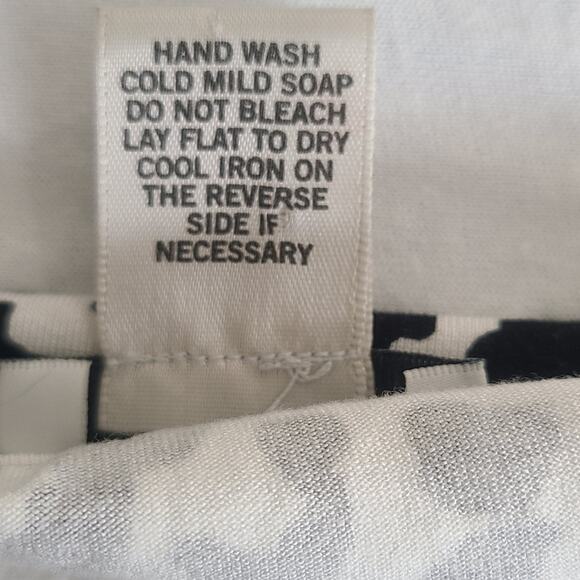 HAND WASH
COLD MILD SOAP
DO NOT BLEACH
LAY FLAT TO DRY
COOL IRON ON
THE REVERSE
SIDE IF
NECESSARY